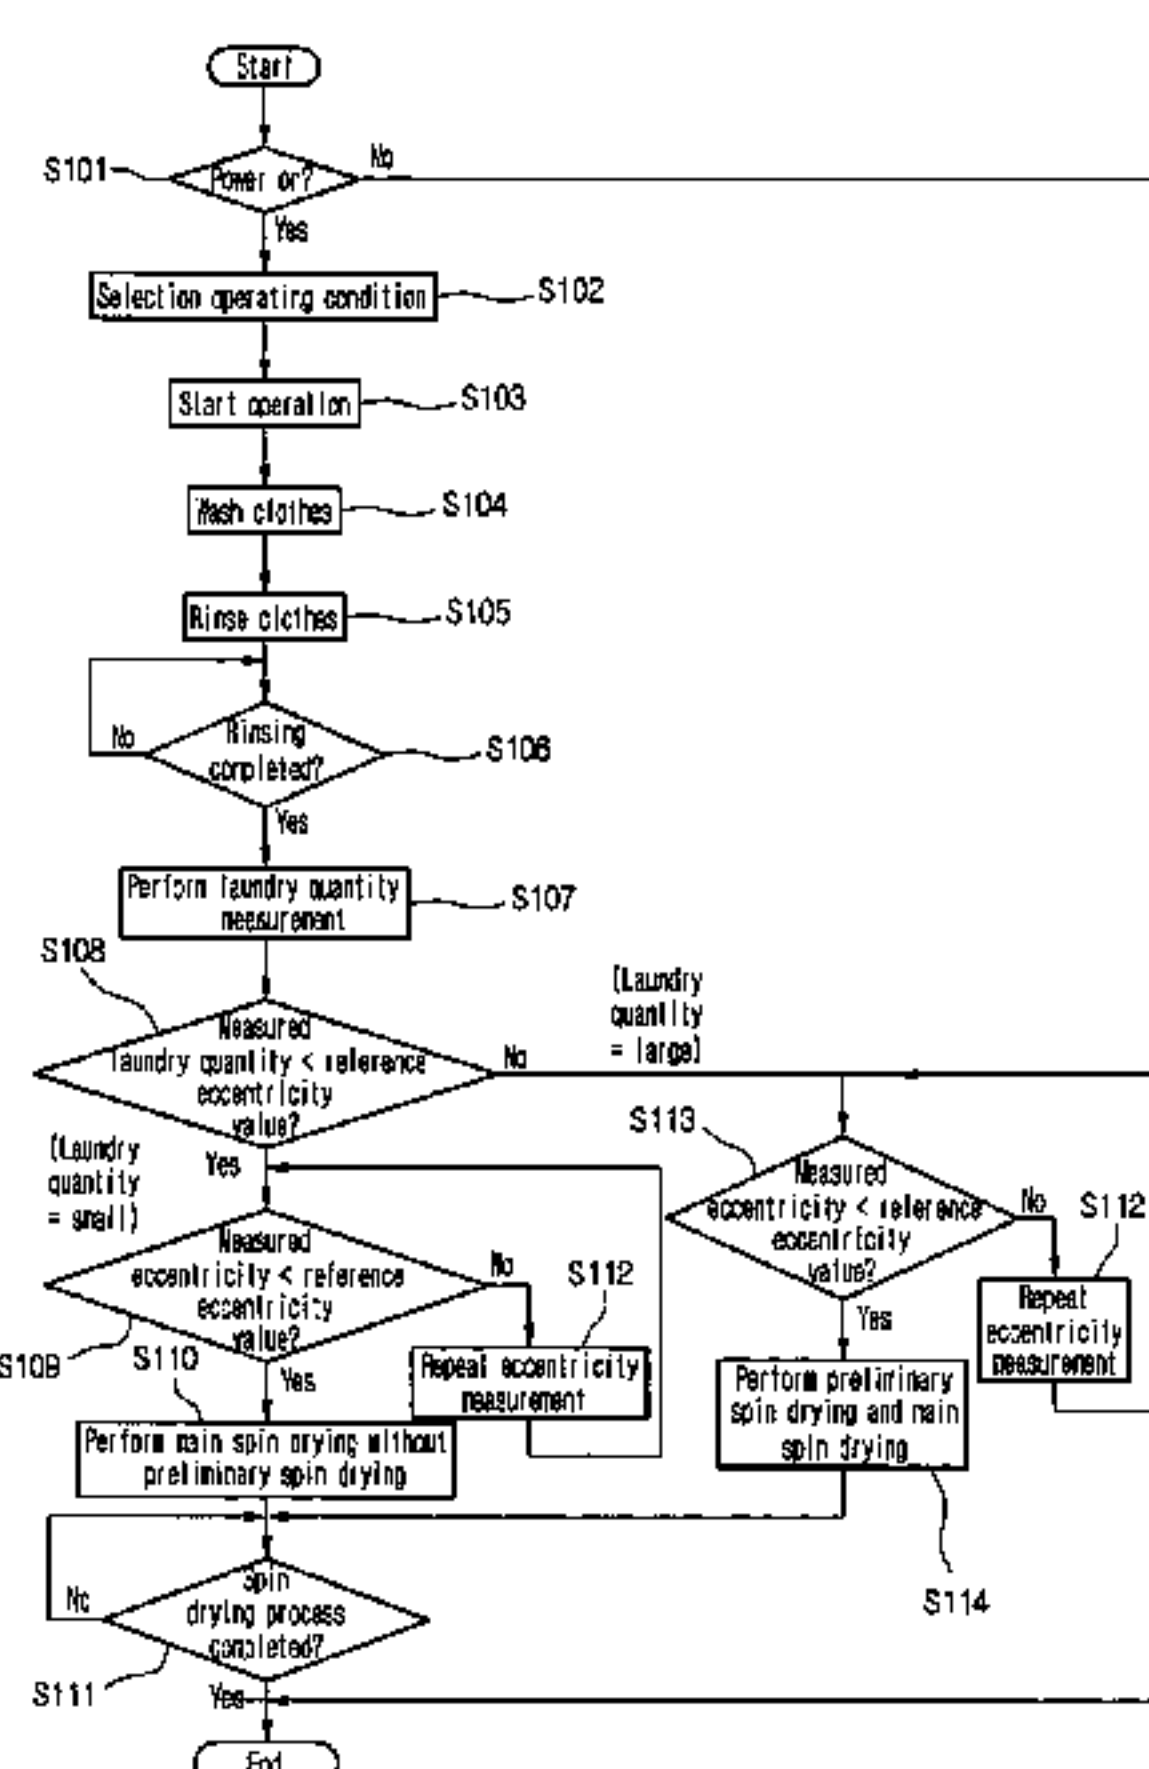 Start
S101
Power on?
No
Yes
Selection operating condition
S102
Start operation
S103
Wash clothes
S104
Rinse clothes
S105
No
Rinsing
completed?
S106
Yes
Perform laundry quantity
measurement
S107
S108
Measured
laundry quantity < reference
eccentricity
value?
No
(Laundry
quantity
= large)
(Laundry
quantity
= small)
Yes
Measured
eccentricity < reference
eccentricity
value?
No
S112
S109
S110
Yes
Repeat eccentricity
measurement
Perform main spin drying without
preliminary spin drying
S113
Measured
eccentricity < reference
eccentricity
value?
No
S112
Yes
Repeat
eccentricity
measurement
Perform preliminary
spin drying and main
spin drying
S114
Spin
drying process
completed?
No
S111
Yes
End